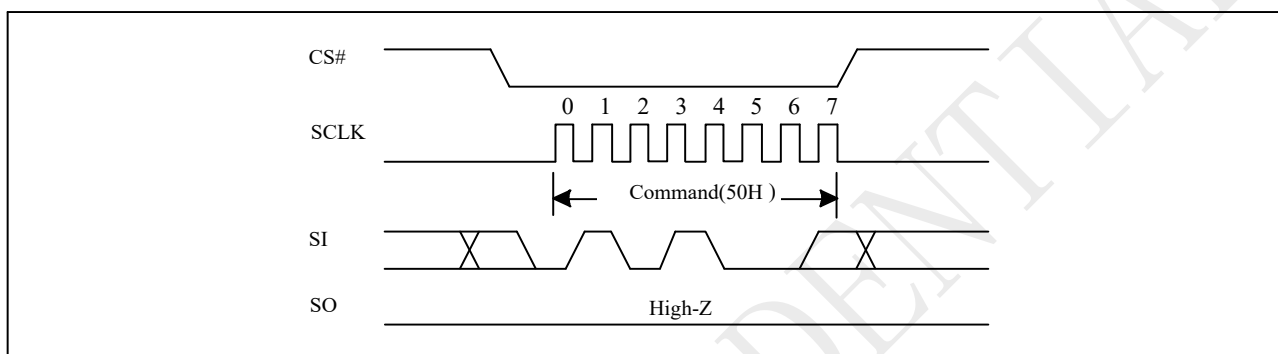 CS#
0 1 2 3 4 5 6 7
SCLK
Command(50H )
SI
High-Z
SO